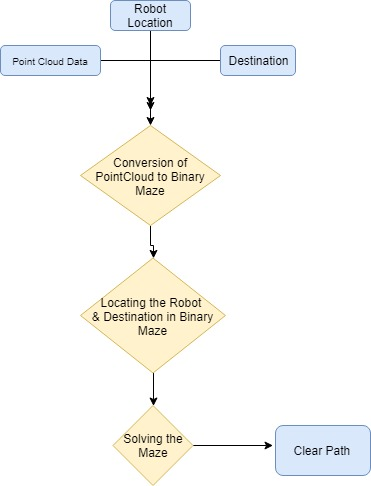 Robot
Location
Point Cloud Data
Destination
Conversion of
PointCloud to Binary
Maze
Locating the Robot
& Destination in Binary
Maze
Solving the
Maze
Clear Path